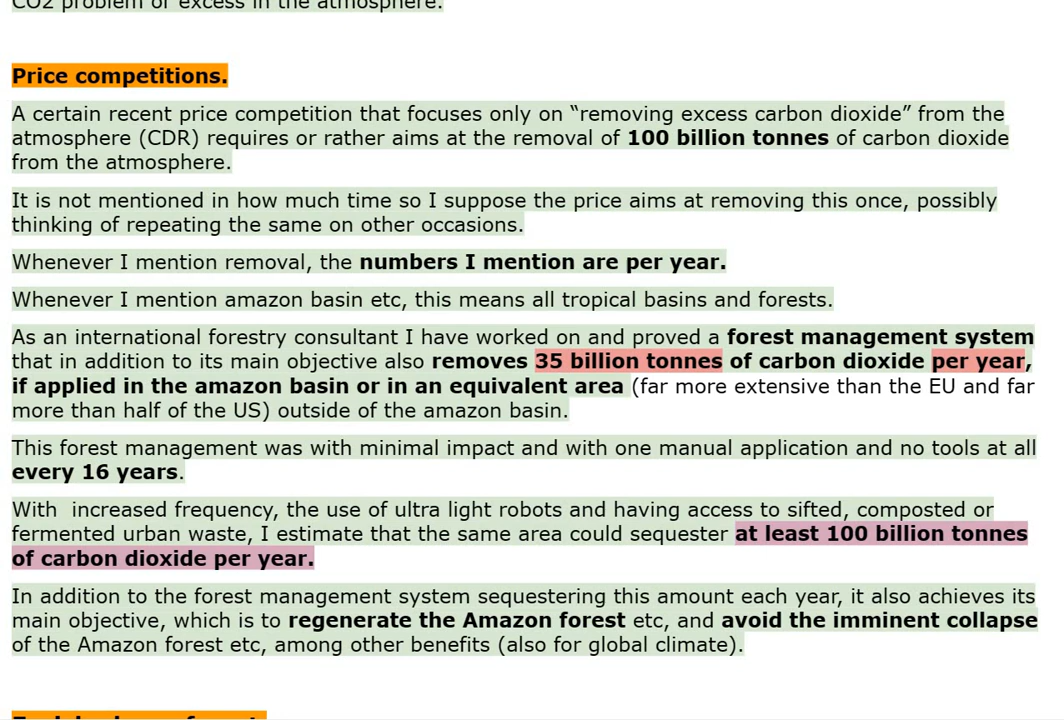 CO2 problem or excess in the atmosphere.
Price competitions.
A certain recent price competition that focuses only on “removing excess carbon dioxide” from the
atmosphere (CDR) requires or rather aims at the removal of 100 billion tonnes of carbon dioxide
from the atmosphere.
It is not mentioned in how much time so I suppose the price aims at removing this once, possibly
thinking of repeating the same on other occasions.
Whenever I mention removal, the numbers I mention are per year.
Whenever I mention amazon basin etc, this means all tropical basins and forests.
As an international forestry consultant I have worked on and proved a forest management system
that in addition to its main objective also removes 35 billion tonnes of carbon dioxide per year,
if applied in the amazon basin or in an equivalent area (far more extensive than the EU and far
more than half of the US) outside of the amazon basin.
This forest management was with minimal impact and with one manual application and no tools at all
every 16 years.
With  increased frequency, the use of ultra light robots and having access to sifted, composted or
fermented urban waste, I estimate that the same area could sequester at least 100 billion tonnes
of carbon dioxide per year.
In addition to the forest management system sequestering this amount each year, it also achieves its
main objective, which is to regenerate the Amazon forest etc, and avoid the imminent collapse
of the Amazon forest etc, among other benefits (also for global climate).